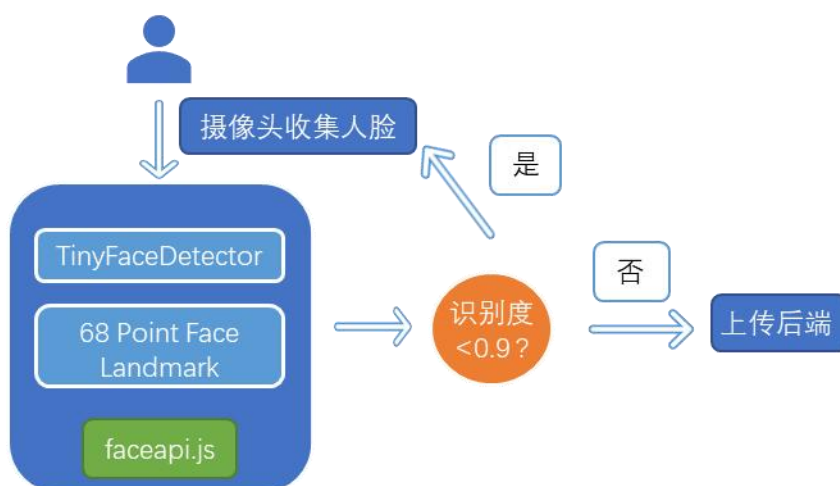 摄像头收集人脸
是
TinyFaceDetector
否
识别度
<0.9？
上传后端
68 Point Face
Landmark
faceapi.js